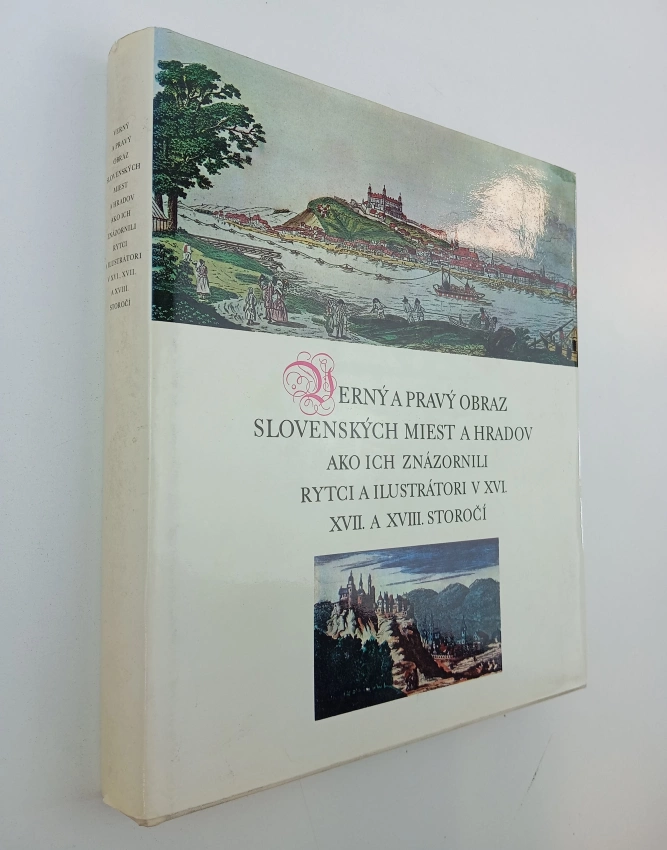 VERNÝ
A PRAVÝ
OBRAZ
SLOVENSKÝCH
MIEST
A HRADOV
AKO ICH
ZNÁZORNILI
RYTCI
A ILUSTRÁTORI
V XVI. XVII.
A XVIII.
STOROČÍ
VERNÝ A PRAVÝ OBRAZ
SLOVENSKÝCH MIEST A HRADOV
AKO ICH ZNÁZORNILI
RYTCI A ILUSTRÁTORI V XVI.
XVII. A XVIII. STOROČÍ